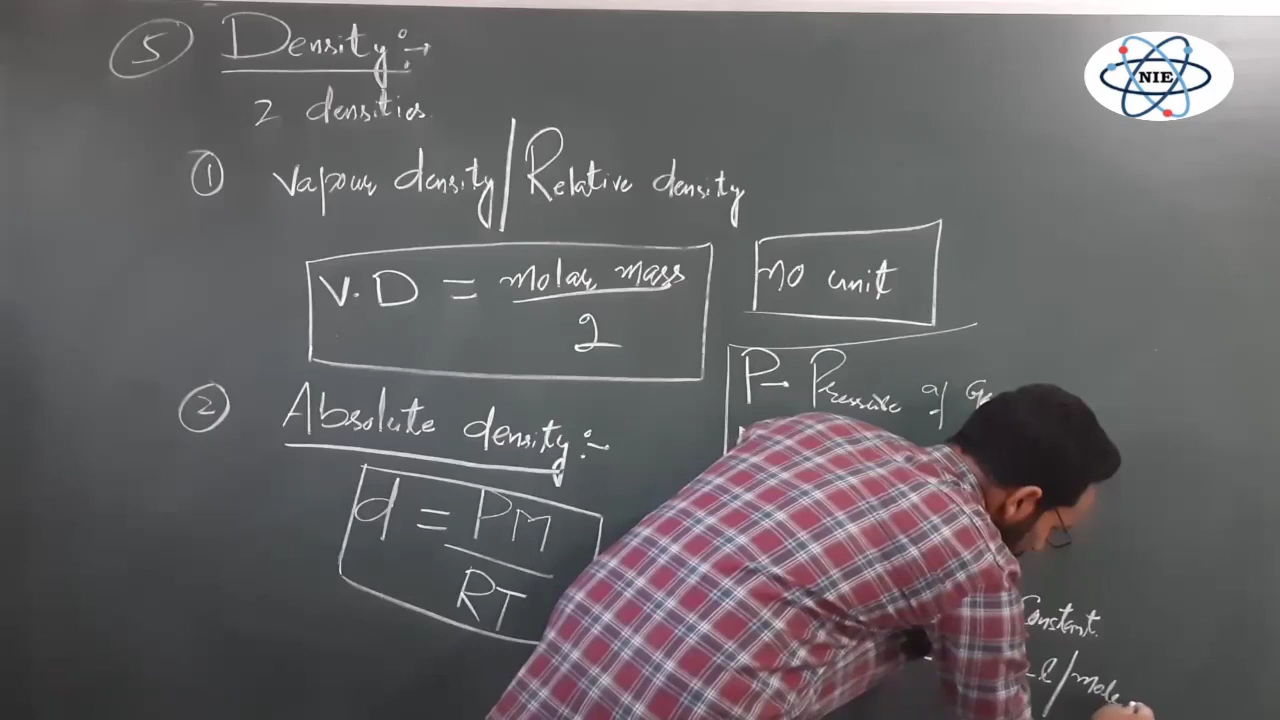 5 Density :→
2 densities.
① Vapour density / Relative density
V.D = molar mass / 2
no unit
② Absolute density :-
d = PM / RT
P → Pressure of
Constant.
-l/mole
NIE